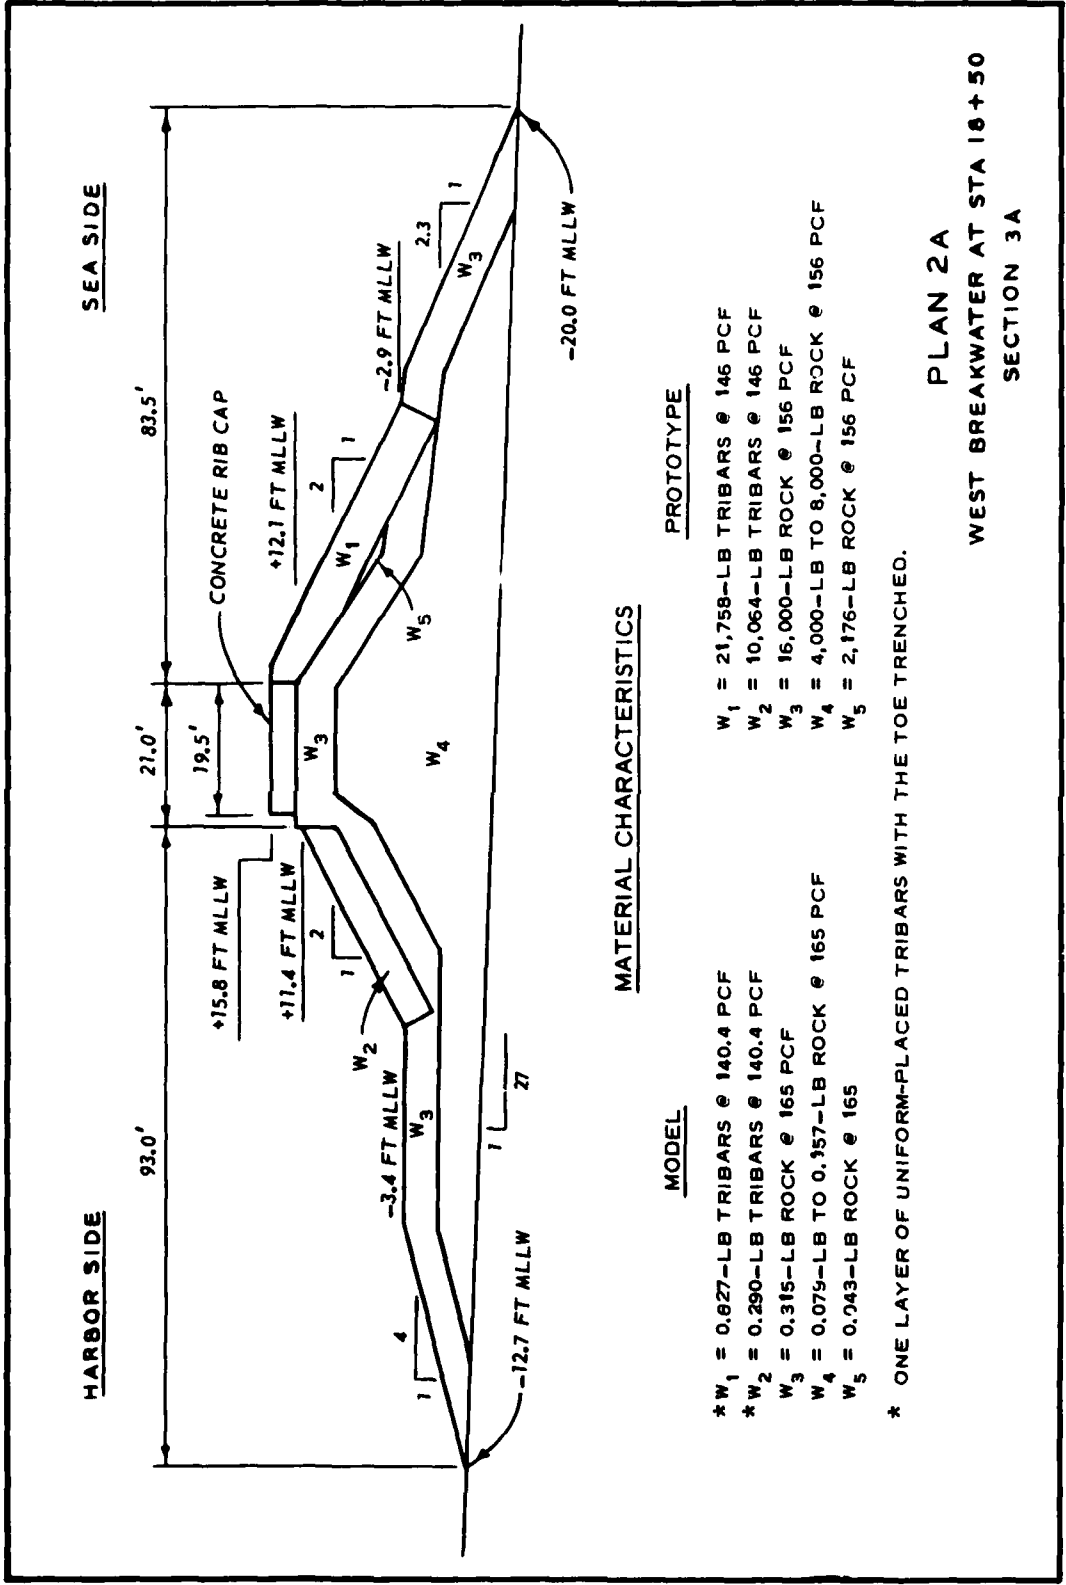 HARBOR SIDE
SEA SIDE
93.0'
21.0'
83.5'
19.5'
CONCRETE RIB CAP
+15.8 FT MLLW
+11.4 FT MLLW
+12.1 FT MLLW
-3.4 FT MLLW
-2.9 FT MLLW
-12.7 FT MLLW
-20.0 FT MLLW
1
4
1
2
2
1
2.3
1
1
27
W3
W2
W3
W4
W5
W1
W3
MATERIAL CHARACTERISTICS
MODEL
*W1 = 0.827-LB TRIBARS @ 140.4 PCF
*W2 = 0.290-LB TRIBARS @ 140.4 PCF
W3 = 0.315-LB ROCK @ 165 PCF
W4 = 0.079-LB TO 0.157-LB ROCK @ 165 PCF
W5 = 0.043-LB ROCK @ 165
PROTOTYPE
W1 = 21,758-LB TRIBARS @ 146 PCF
W2 = 10,064-LB TRIBARS @ 146 PCF
W3 = 16,000-LB ROCK @ 156 PCF
W4 = 4,000-LB TO 8,000-LB ROCK @ 156 PCF
W5 = 2,176-LB ROCK @ 156 PCF
* ONE LAYER OF UNIFORM-PLACED TRIBARS WITH THE TOE TRENCHED.
PLAN 2A
WEST BREAKWATER AT STA 18+50
SECTION 3A